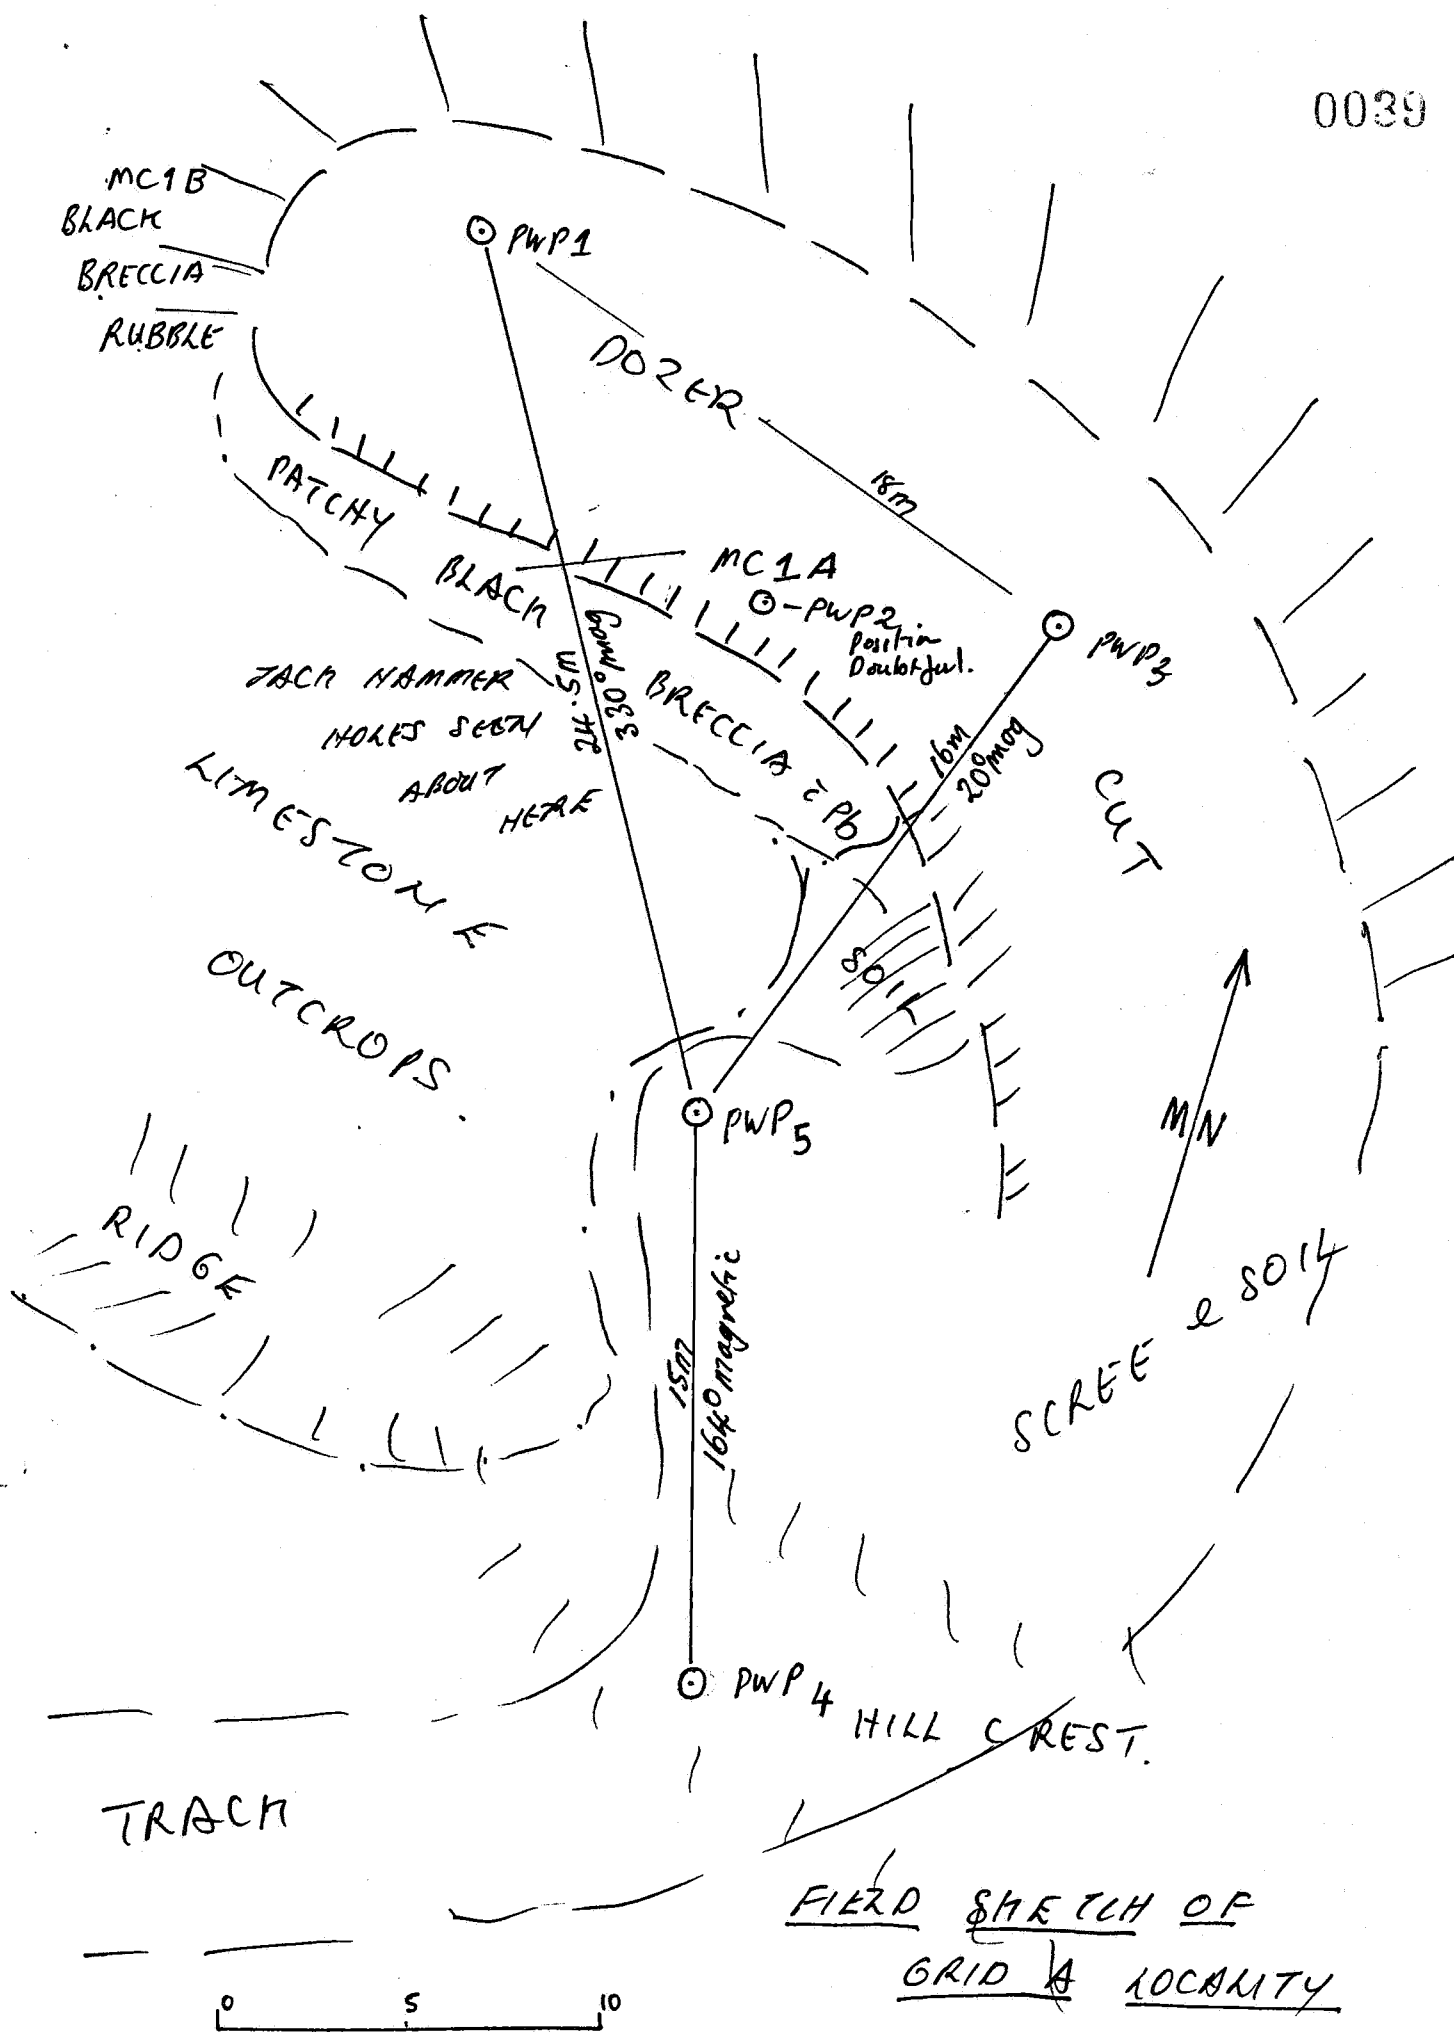 0039
MC1B
BLACK
BRECCIA
RUBBLE
PWP1
DOZER
18m
PATCHY
BLACK
BRECCIA c̄ Pb
MC1A
PWP2
Position
Doubtful.
PWP3
24.5m
330° mag
16m
20° mag
CUT
JACK HAMMER
HOLES SEEN
ABOUT
HERE
LIMESTONE
OUTCROPS.
SOIL
PWP5
MN
RIDGE
15m
164° magnetic
SCREE e SOIL
PWP4
HILL CREST.
TRACK
FIELD SKETCH OF
GRID A LOCALITY
0 5 10